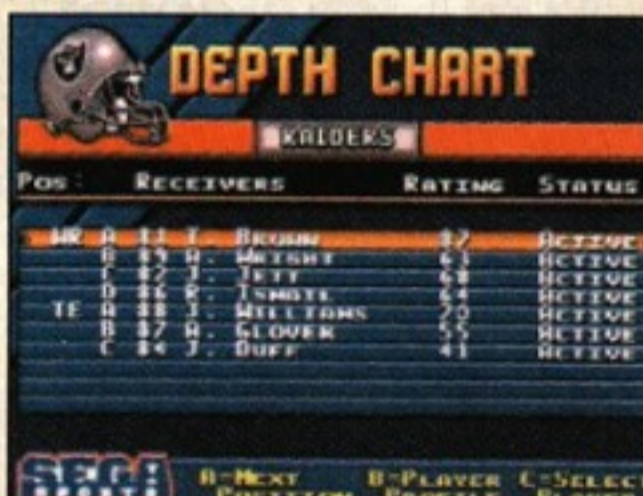 DEPTH CHART
RAIDERS
POS: RECEIVERS RATING STATUS
WR A 81 T. BROWN 87 ACTIVE
B 89 A. WRIGHT 63 ACTIVE
C 82 J. JETT 68 ACTIVE
D 86 R. ISMAIL 64 ACTIVE
TE A 88 J. WILLIAMS 70 ACTIVE
B 87 A. GLOVER 55 ACTIVE
C 84 J. DUFF 41 ACTIVE
SEGA A-NEXT B-PLAYER C-SELECT
SPORTS POSITION